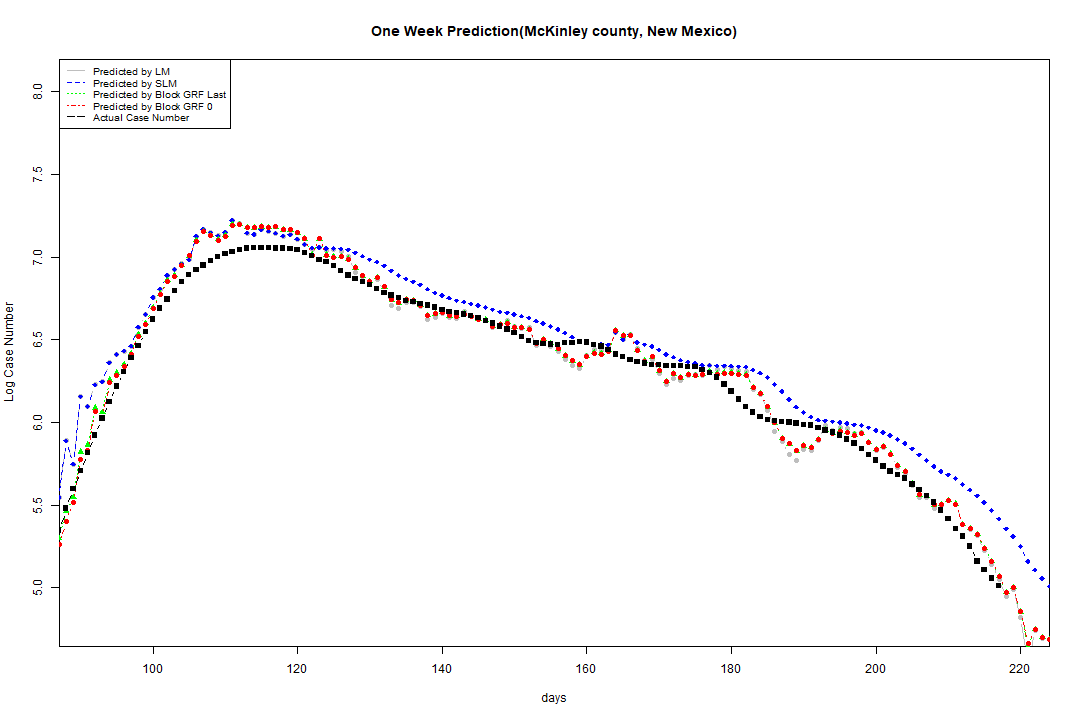 One Week Prediction(McKinley county, New Mexico)
Predicted by LM
Predicted by SLM
Predicted by Block GRF Last
Predicted by Block GRF 0
Actual Case Number
Log Case Number
8.0
7.5
7.0
6.5
6.0
5.5
5.0
100 120 140 160 180 200 220
days